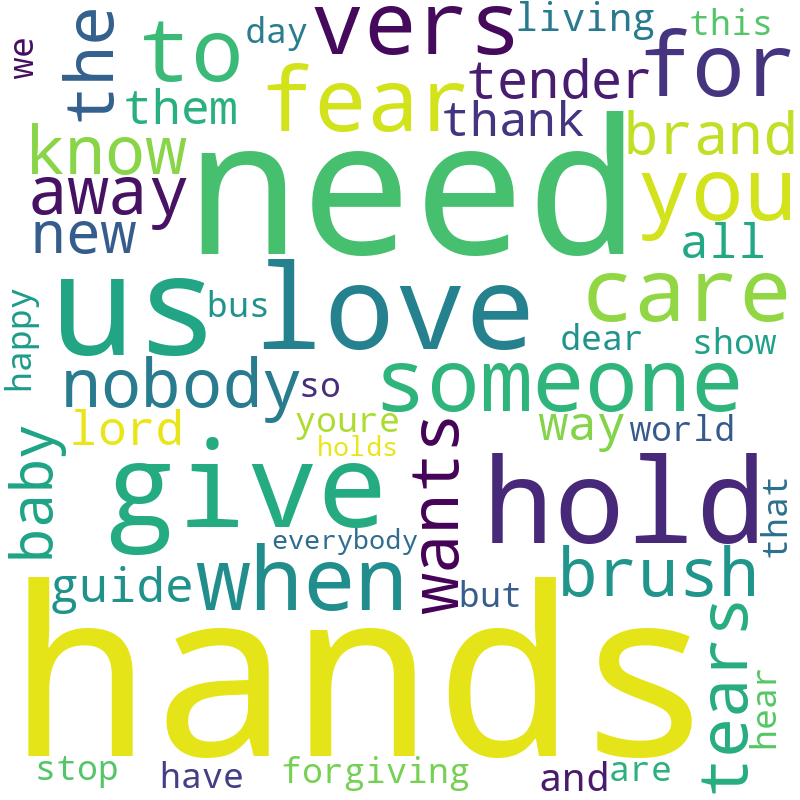 vers
living
this
we
the
to
day
for
fear
tender
them
thank
brand
know
need
away
you
new
all
us
love
care
bus
happy
dear
show
nobody
so
someone
lord
youre
way
world
holds
baby
give
wants
hold
that
everybody
guide
when
but
brush
hands
tears
hear
stop
have
forgiving
and
are